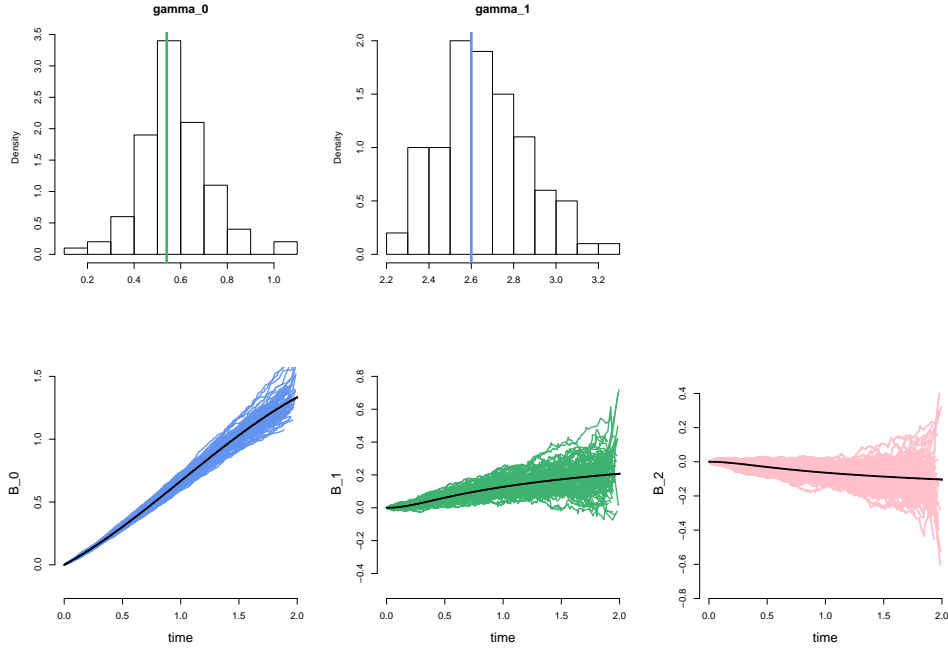 gamma_0
Density
0.0 0.5 1.0 1.5 2.0 2.5 3.0 3.5
0.2 0.4 0.6 0.8 1.0
gamma_1
Density
0.0 0.5 1.0 1.5 2.0
2.2 2.4 2.6 2.8 3.0 3.2
B_0
0.0 0.5 1.0 1.5
0.0 0.5 1.0 1.5 2.0
time
B_1
−0.4 −0.2 0.0 0.2 0.4 0.6 0.8
0.0 0.5 1.0 1.5 2.0
time
B_2
−0.8 −0.6 −0.4 −0.2 0.0 0.2 0.4
0.0 0.5 1.0 1.5 2.0
time